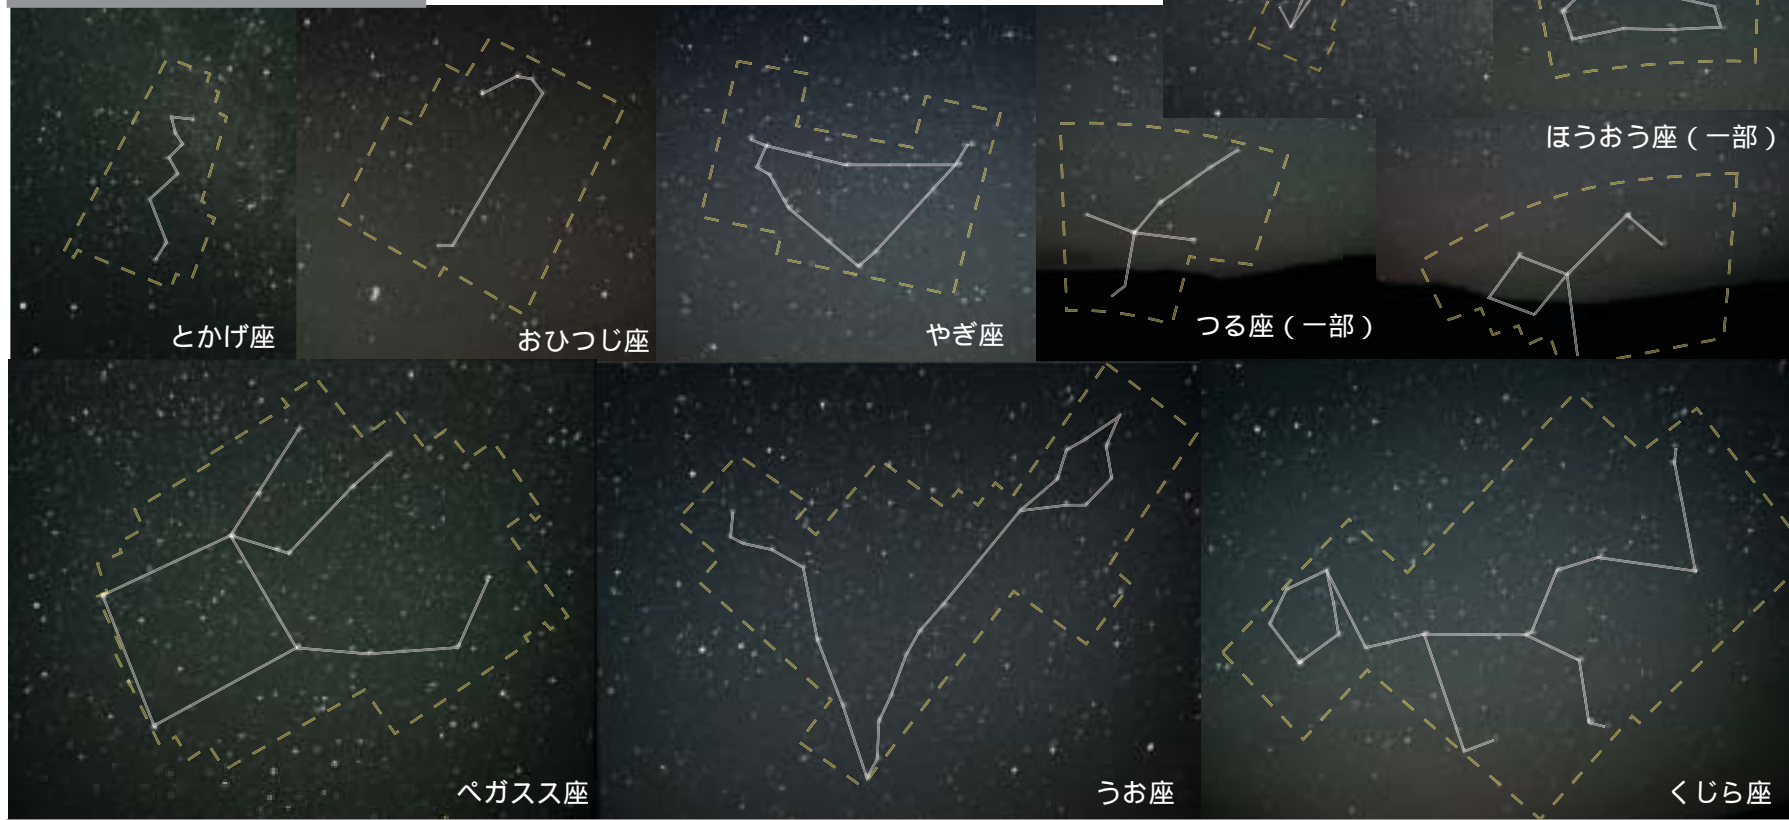 ほうおう座（一部）
とかげ座
おひつじ座
やぎ座
つる座（一部）
ペガスス座
うお座
くじら座